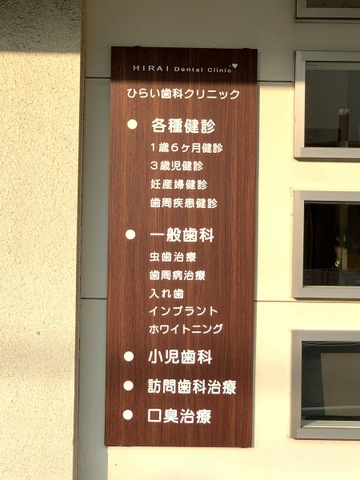 HIRAI Dental Clinic
ひらい歯科クリニック
● 各種健診
1歳6ヶ月健診
3歳児健診
妊産婦健診
歯周疾患健診
● 一般歯科
虫歯治療
歯周病治療
入れ歯
インプラント
ホワイトニング
● 小児歯科
● 訪問歯科治療
● 口臭治療